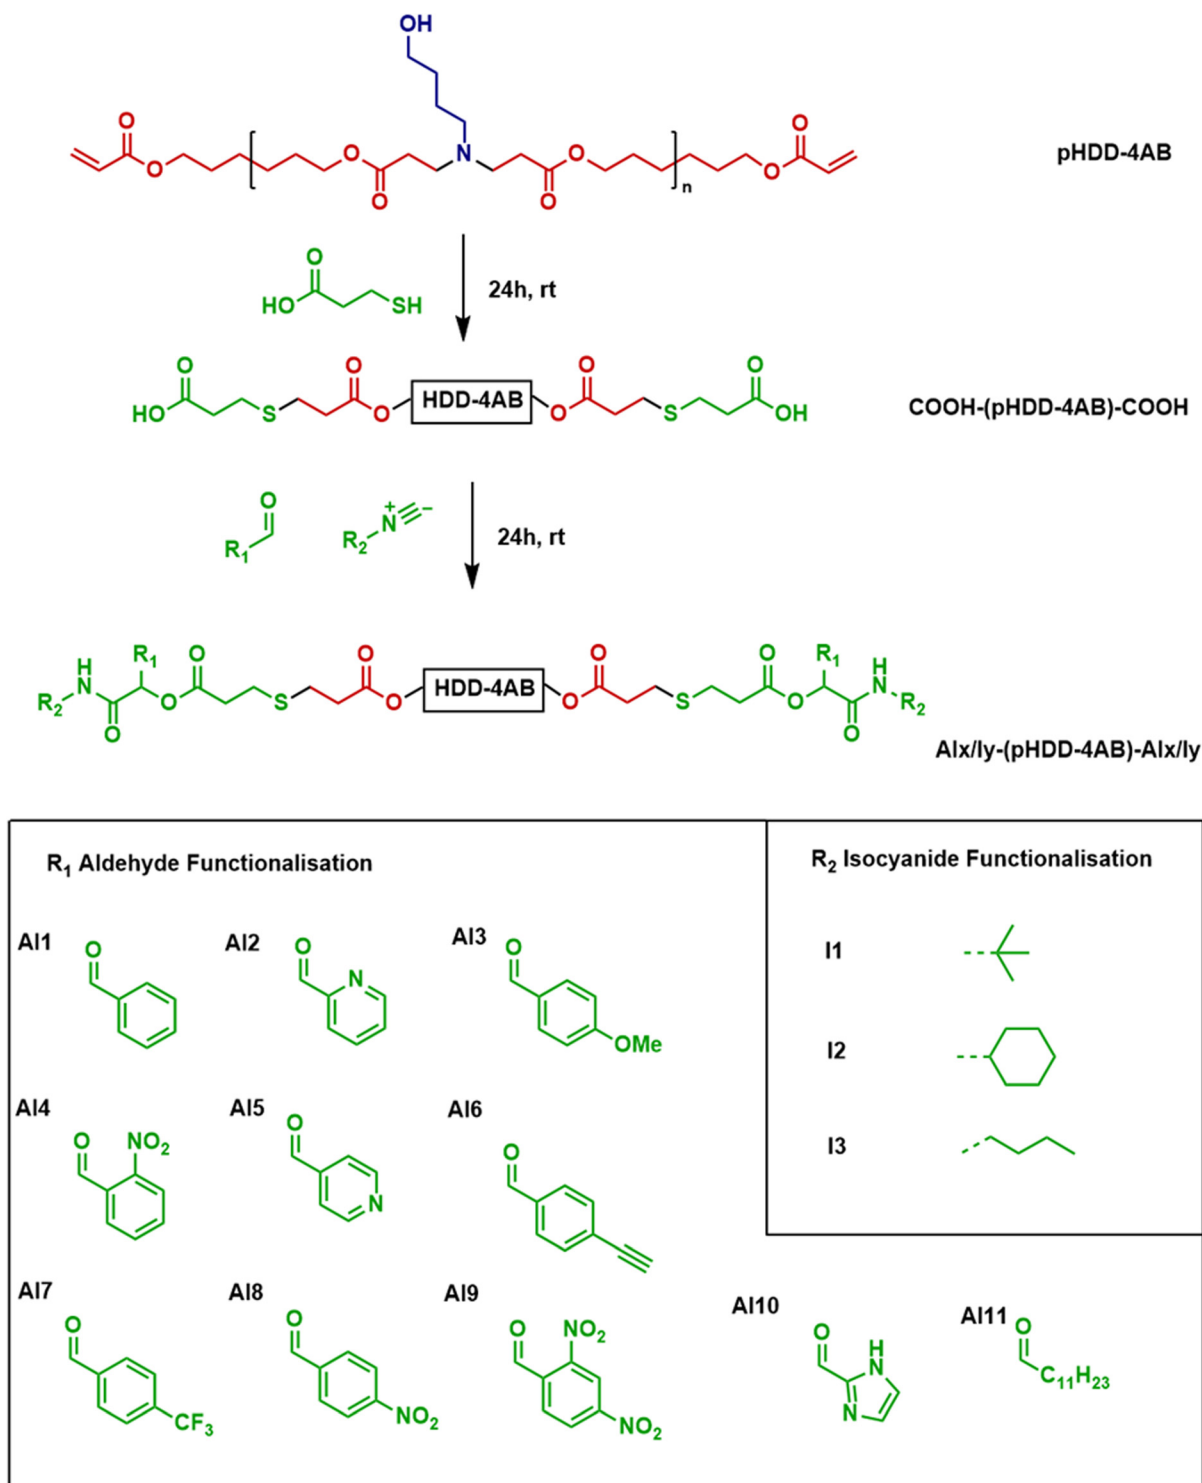 OH
O
O
O
O
N
O
O
O
O
n
pHDD-4AB
O
HO
SH
24h, rt
O
HO
S
O
O
HDD-4AB
O
O
S
O
OH
COOH-(pHDD-4AB)-COOH
O
R1
R2
N
+
−
24h, rt
R2
H
N
O
R1
O
O
S
O
O
HDD-4AB
O
O
S
O
O
R1
O
H
N
R2
Alx/Iy-(pHDD-4AB)-Alx/Iy
R1 Aldehyde Functionalisation
Al1
O
Al2
O
N
Al3
O
OMe
Al4
O
NO2
Al5
O
N
Al6
O
Al7
O
CF3
Al8
O
NO2
Al9
O
NO2
NO2
Al10
O
H
N
N
Al11
O
C11H23
R2 Isocyanide Functionalisation
I1
I2
I3